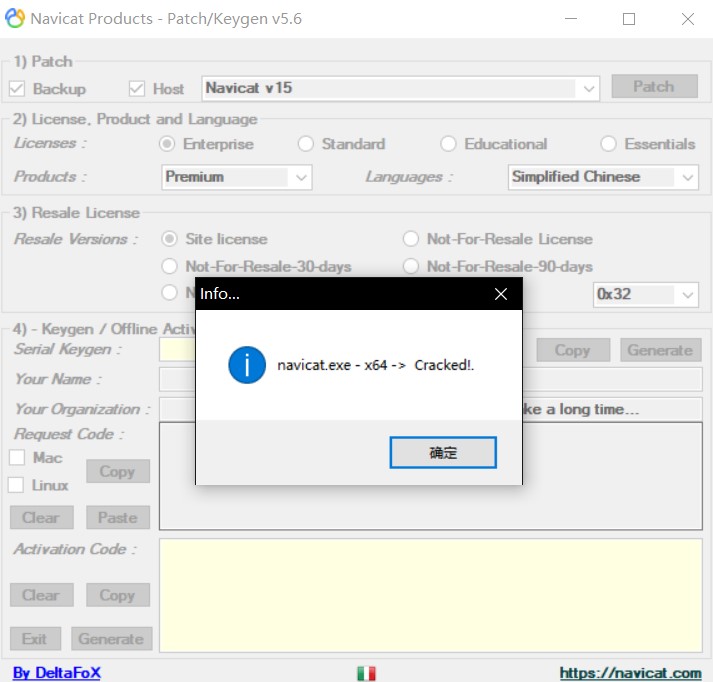 Navicat Products - Patch/Keygen v5.6
1) Patch
Backup Host Navicat v15 Patch
2) License, Product and Language
Licenses : Enterprise Standard Educational Essentials
Products : Premium Languages : Simplified Chinese
3) Resale License
Resale Versions : Site license Not-For-Resale License
Not-For-Resale-30-days Not-For-Resale-90-days
0x32
Info...
navicat.exe - x64 -> Cracked!.
确定
4) - Keygen / Offline Activ
Serial Keygen : Copy Generate
Your Name :
Your Organization : ke a long time...
Request Code :
Mac
Linux
Copy
Clear Paste
Activation Code :
Clear Copy
Exit Generate
By DeltaFoX https://navicat.com